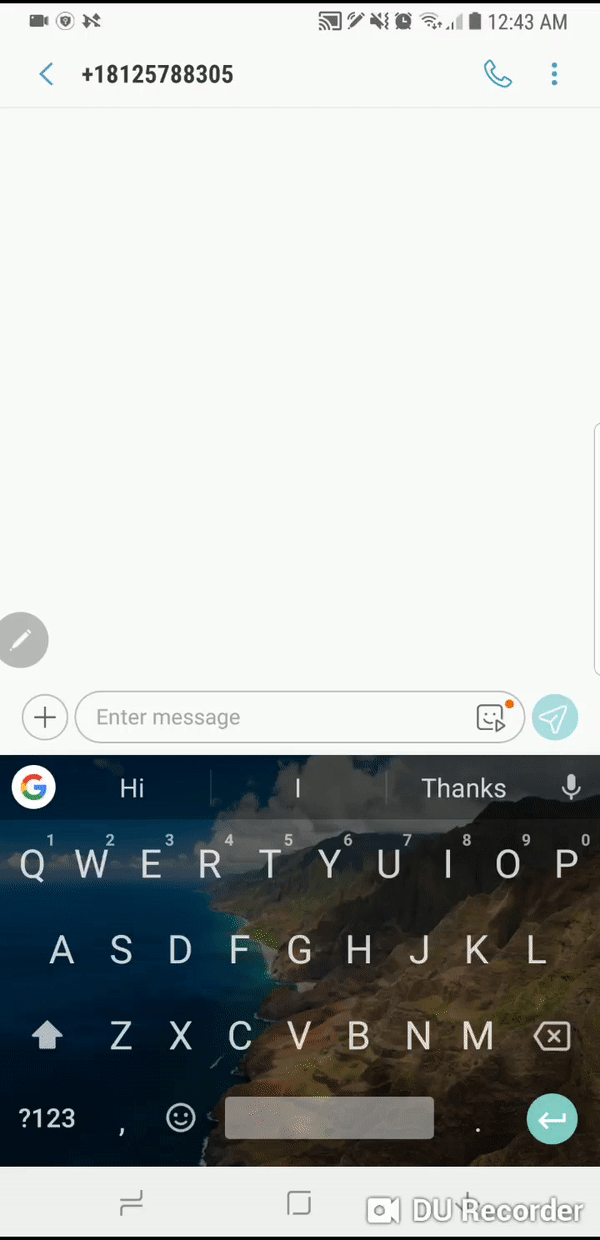 12:43 AM
+18125788305
Enter message
Hi I Thanks
1 2 3 4 5 6 7 8 9 0
Q W E R T Y U I O P
A S D F G H J K L
Z X C V B N M
?123 , .
DU Recorder